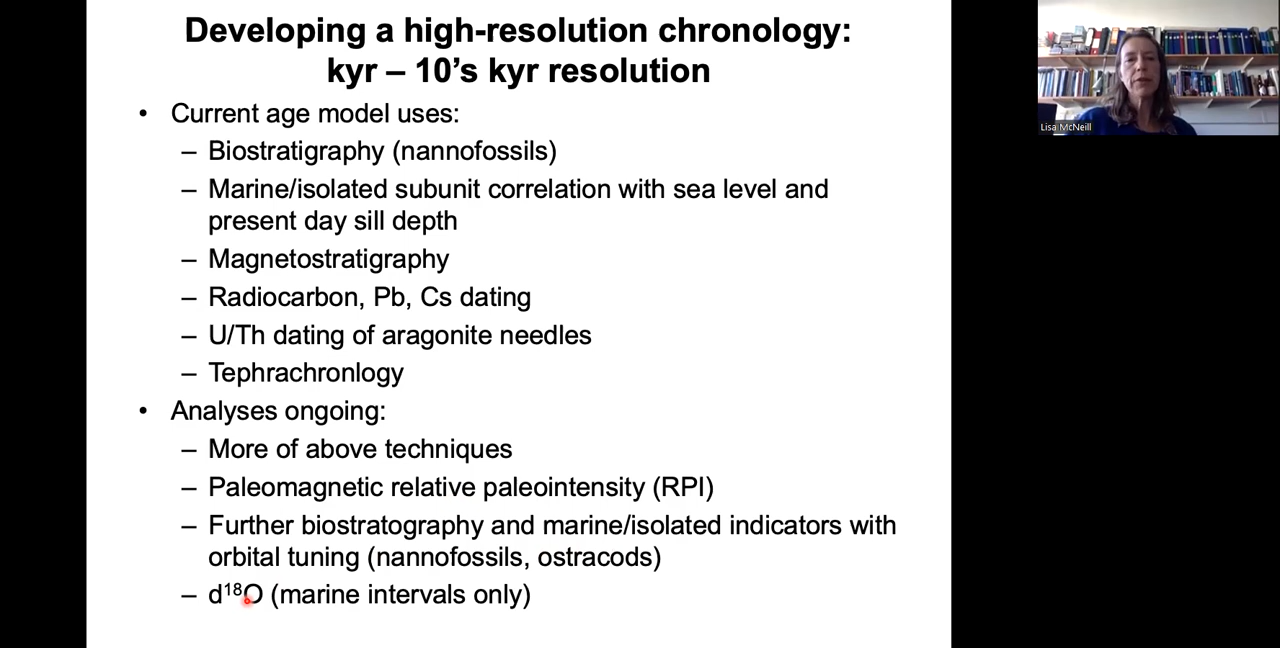 Developing a high-resolution chronology:
kyr – 10's kyr resolution
• Current age model uses:
– Biostratigraphy (nannofossils)
– Marine/isolated subunit correlation with sea level and
present day sill depth
– Magnetostratigraphy
– Radiocarbon, Pb, Cs dating
– U/Th dating of aragonite needles
– Tephrachronlogy
• Analyses ongoing:
– More of above techniques
– Paleomagnetic relative paleointensity (RPI)
– Further biostratography and marine/isolated indicators with
orbital tuning (nannofossils, ostracods)
– d¹⁸O (marine intervals only)
Lisa McNeill